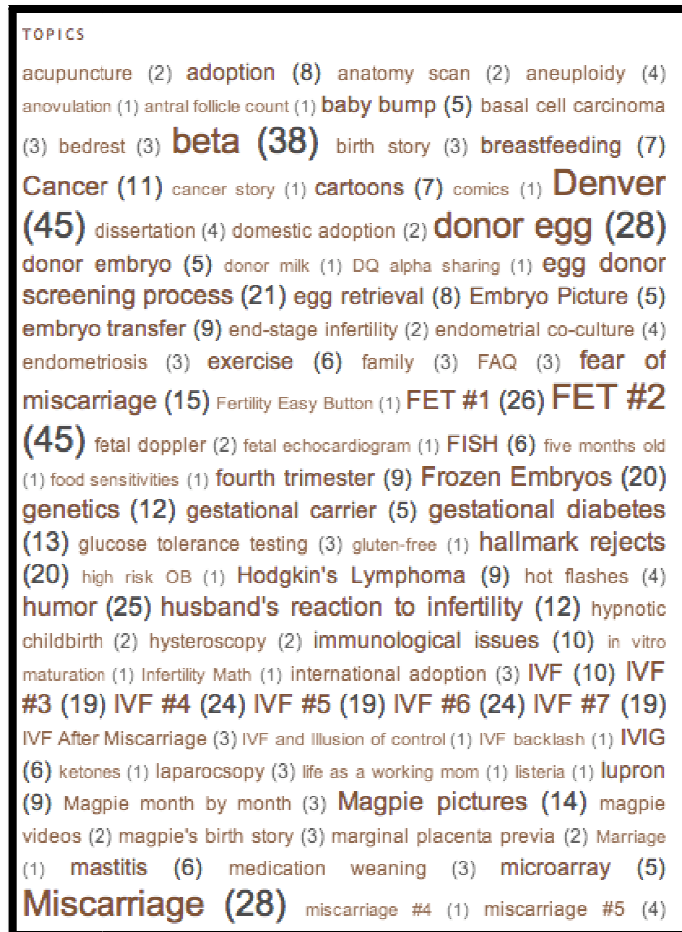 TOPICS
acupuncture (2) adoption (8) anatomy scan (2) aneuploidy (4)
anovulation (1) antral follicle count (1) baby bump (5) basal cell carcinoma
(3) bedrest (3) beta (38) birth story (3) breastfeeding (7)
Cancer (11) cancer story (1) cartoons (7) comics (1) Denver
(45) dissertation (4) domestic adoption (2) donor egg (28)
donor embryo (5) donor milk (1) DQ alpha sharing (1) egg donor
screening process (21) egg retrieval (8) Embryo Picture (5)
embryo transfer (9) end-stage infertility (2) endometrial co-culture (4)
endometriosis (3) exercise (6) family (3) FAQ (3) fear of
miscarriage (15) Fertility Easy Button (1) FET #1 (26) FET #2
(45) fetal doppler (2) fetal echocardiogram (1) FISH (6) five months old
(1) food sensitivities (1) fourth trimester (9) Frozen Embryos (20)
genetics (12) gestational carrier (5) gestational diabetes
(13) glucose tolerance testing (3) gluten-free (1) hallmark rejects
(20) high risk OB (1) Hodgkin's Lymphoma (9) hot flashes (4)
humor (25) husband's reaction to infertility (12) hypnotic
childbirth (2) hysteroscopy (2) immunological issues (10) in vitro
maturation (1) Infertility Math (1) international adoption (3) IVF (10) IVF
#3 (19) IVF #4 (24) IVF #5 (19) IVF #6 (24) IVF #7 (19)
IVF After Miscarriage (3) IVF and Illusion of control (1) IVF backlash (1) IVIG
(6) ketones (1) laparocsopy (3) life as a working mom (1) listeria (1) lupron
(9) Magpie month by month (3) Magpie pictures (14) magpie
videos (2) magpie's birth story (3) marginal placenta previa (2) Marriage
(1) mastitis (6) medication weaning (3) microarray (5)
Miscarriage (28) miscarriage #4 (1) miscarriage #5 (4)